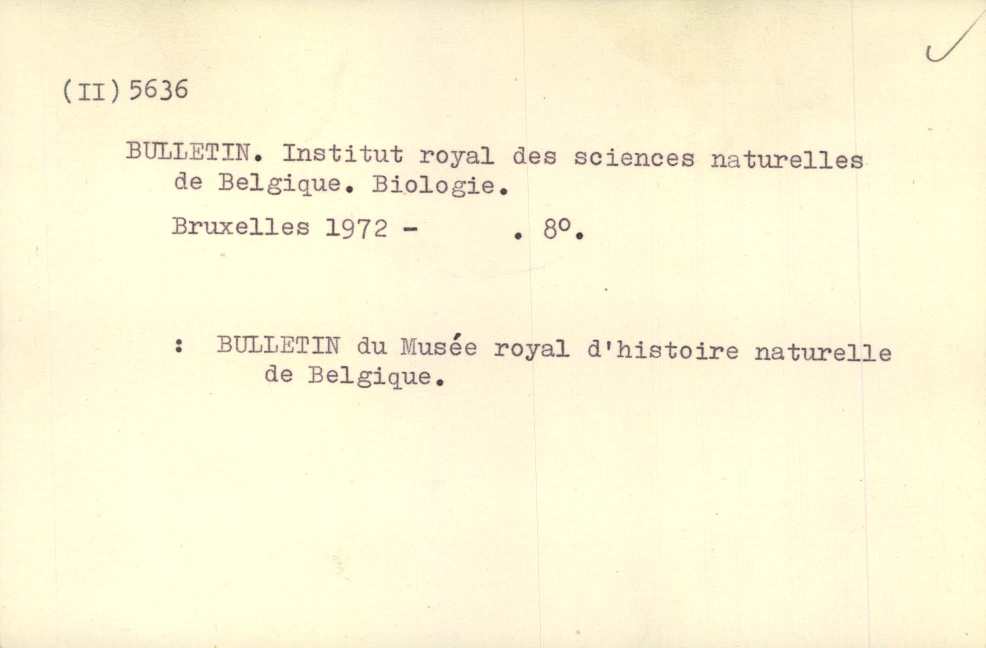 (II) 5636
BULLETIN. Institut royal des sciences naturelles
de Belgique. Biologie.
Bruxelles 1972 - . 8º.
: BULLETIN du Musée royal d'histoire naturelle
de Belgique.